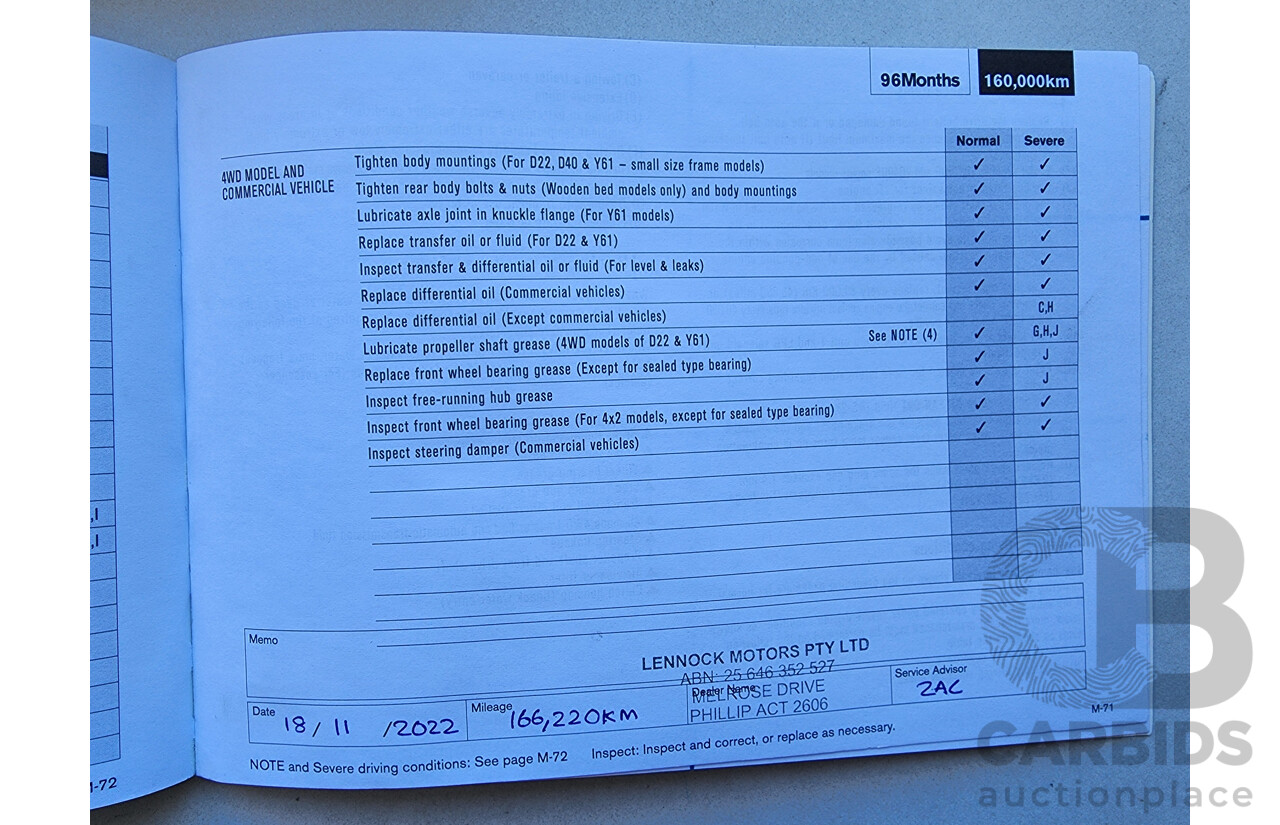 96Months 160,000km
Normal Severe
4WD MODEL AND
COMMERCIAL VEHICLE
Tighten body mountings (For D22, D40 & Y61 – small size frame models) ✓ ✓
Tighten rear body bolts & nuts (Wooden bed models only) and body mountings ✓ ✓
Lubricate axle joint in knuckle flange (For Y61 models) ✓ ✓
Replace transfer oil or fluid (For D22 & Y61) ✓ ✓
Inspect transfer & differential oil or fluid (For level & leaks) ✓ ✓
Replace differential oil (Commercial vehicles) ✓ ✓
Replace differential oil (Except commercial vehicles) C,H
Lubricate propeller shaft grease (4WD models of D22 & Y61) See NOTE (4) ✓ G,H,J
Replace front wheel bearing grease (Except for sealed type bearing) ✓ J
Inspect free-running hub grease ✓ J
Inspect front wheel bearing grease (For 4x2 models, except for sealed type bearing) ✓ ✓
Inspect steering damper (Commercial vehicles) ✓ ✓
,I
,I
Memo
LENNOCK MOTORS PTY LTD
ABN: 25 646 352 527
MELROSE DRIVE
PHILLIP ACT 2606
Date 18/11/2022
Mileage 166,220KM
Dealer Name
Service Advisor
ZAC
M-71
NOTE and Severe driving conditions: See page M-72 Inspect: Inspect and correct, or replace as necessary.
M-72
CB
CARBIDS
auctionplace